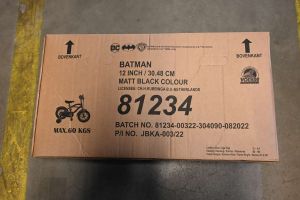 BOVENKANT
BOVENKANT
DC
BATMAN
12 INCH / 30.48 CM
MATT BLACK COLOUR
81234
MAX.60 KGS
BATCH NO. 81234-00322-304090-082022
P/I NO. JBKA-003/22